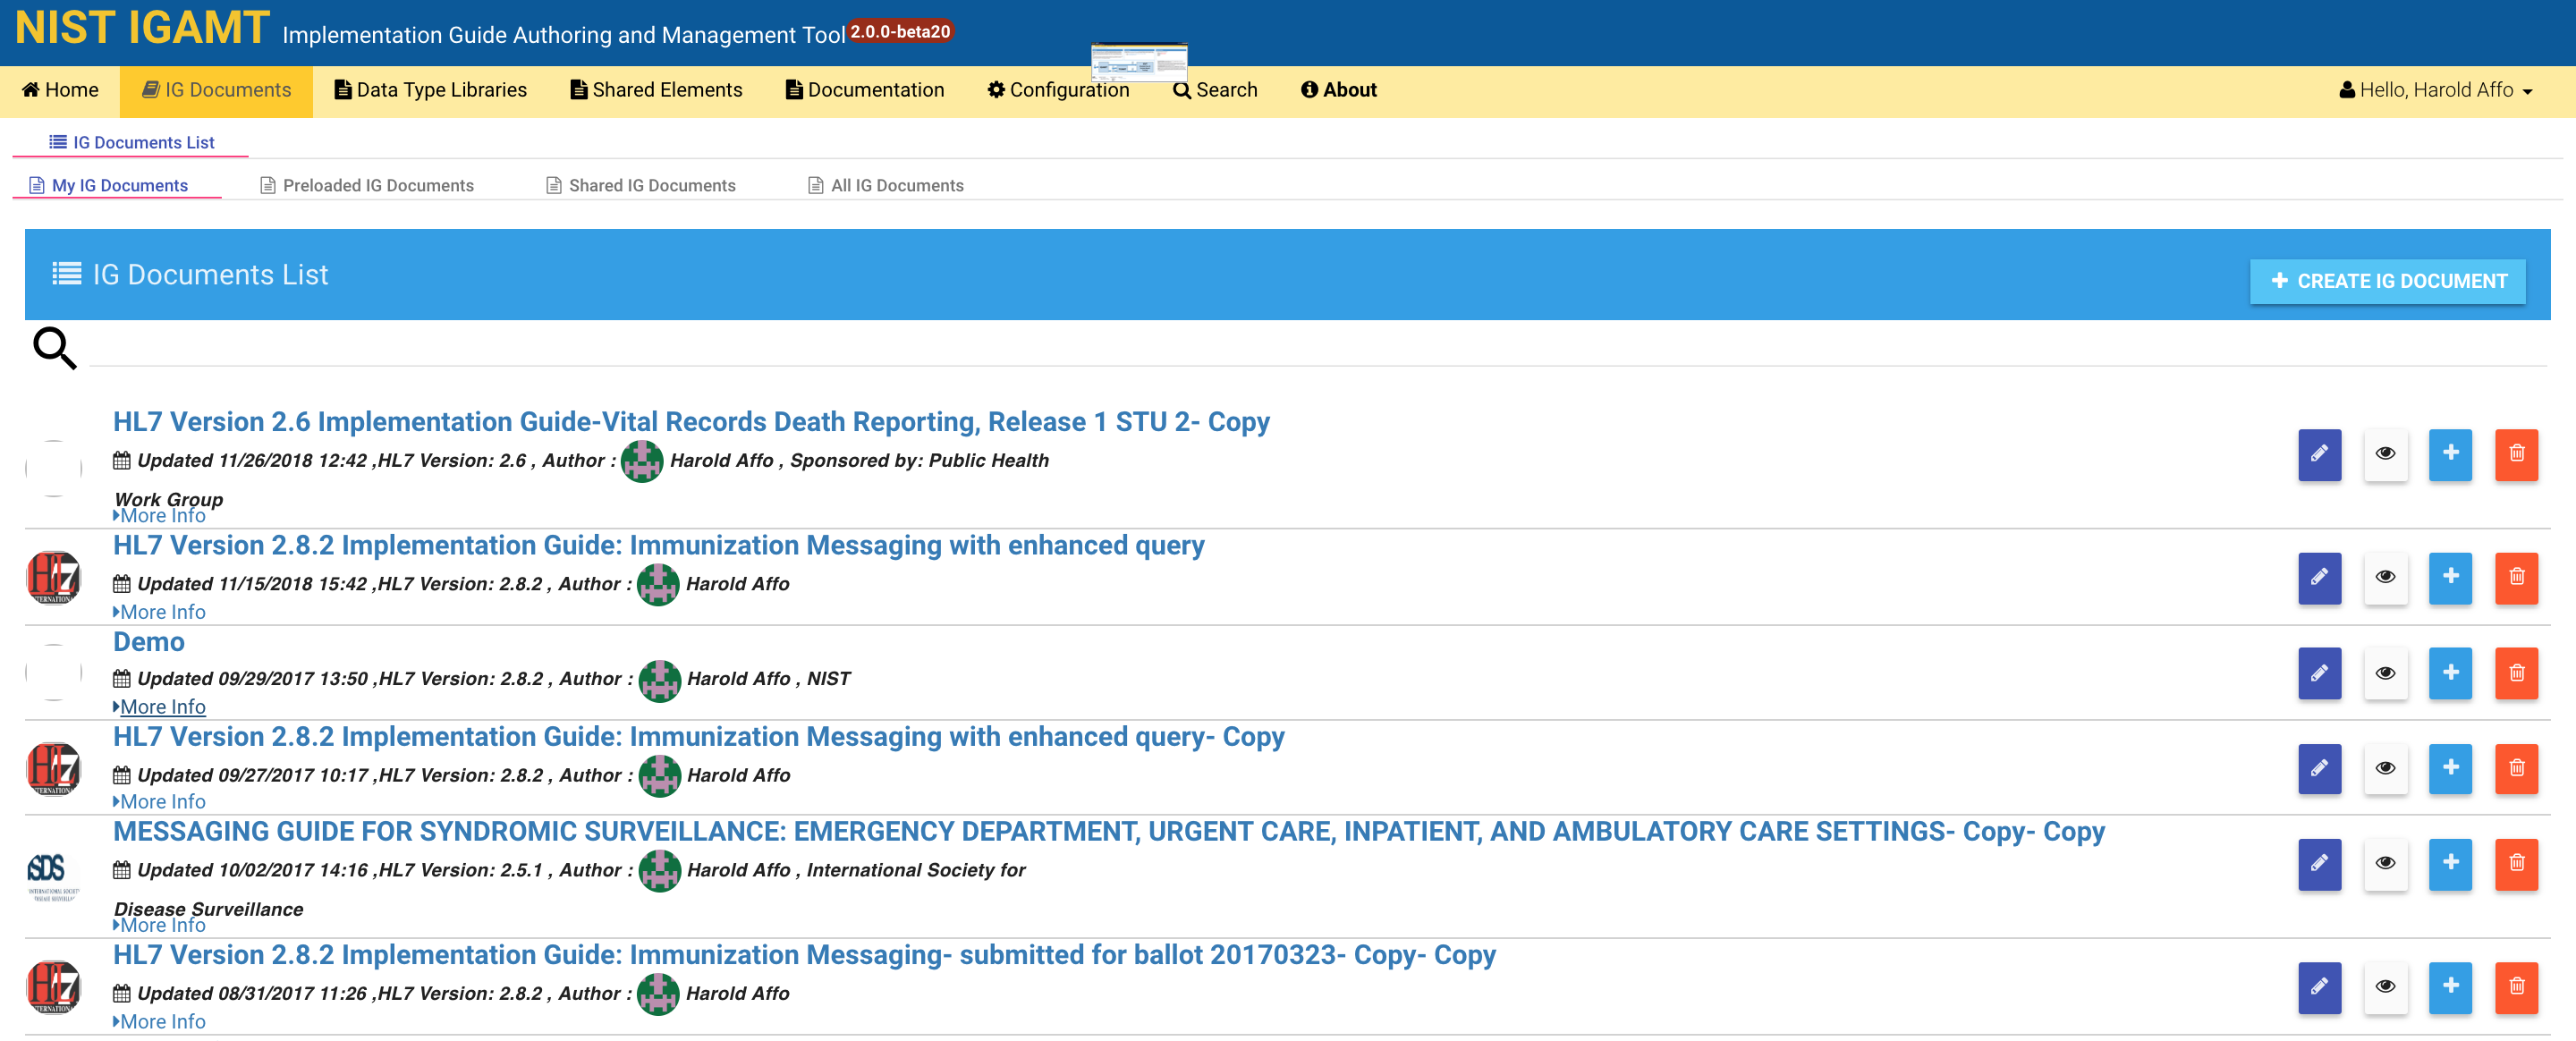 NIST IGAMT Implementation Guide Authoring and Management Tool 2.0.0-beta20
Home IG Documents Data Type Libraries Shared Elements Documentation Configuration Search About Hello, Harold Affo
IG Documents List
My IG Documents Preloaded IG Documents Shared IG Documents All IG Documents
IG Documents List CREATE IG DOCUMENT
HL7 Version 2.6 Implementation Guide-Vital Records Death Reporting, Release 1 STU 2- Copy
Updated 11/26/2018 12:42 ,HL7 Version: 2.6 , Author : Harold Affo , Sponsored by: Public Health
Work Group
More Info
HL7 Version 2.8.2 Implementation Guide: Immunization Messaging with enhanced query
Updated 11/15/2018 15:42 ,HL7 Version: 2.8.2 , Author : Harold Affo
More Info
Demo
Updated 09/29/2017 13:50 ,HL7 Version: 2.8.2 , Author : Harold Affo , NIST
More Info
HL7 Version 2.8.2 Implementation Guide: Immunization Messaging with enhanced query- Copy
Updated 09/27/2017 10:17 ,HL7 Version: 2.8.2 , Author : Harold Affo
More Info
MESSAGING GUIDE FOR SYNDROMIC SURVEILLANCE: EMERGENCY DEPARTMENT, URGENT CARE, INPATIENT, AND AMBULATORY CARE SETTINGS- Copy- Copy
Updated 10/02/2017 14:16 ,HL7 Version: 2.5.1 , Author : Harold Affo , International Society for
Disease Surveillance
More Info
HL7 Version 2.8.2 Implementation Guide: Immunization Messaging- submitted for ballot 20170323- Copy- Copy
Updated 08/31/2017 11:26 ,HL7 Version: 2.8.2 , Author : Harold Affo
More Info